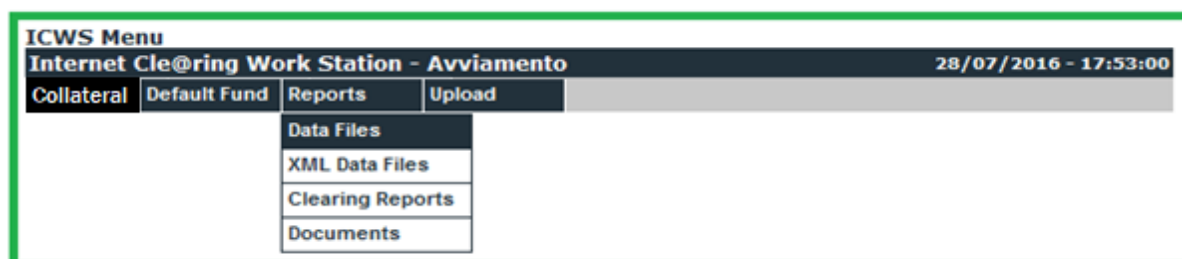 ICWS Menu
Internet Cle@ring Work Station - Avviamento 28/07/2016 - 17:53:00
Collateral Default Fund Reports Upload
Data Files
XML Data Files
Clearing Reports
Documents